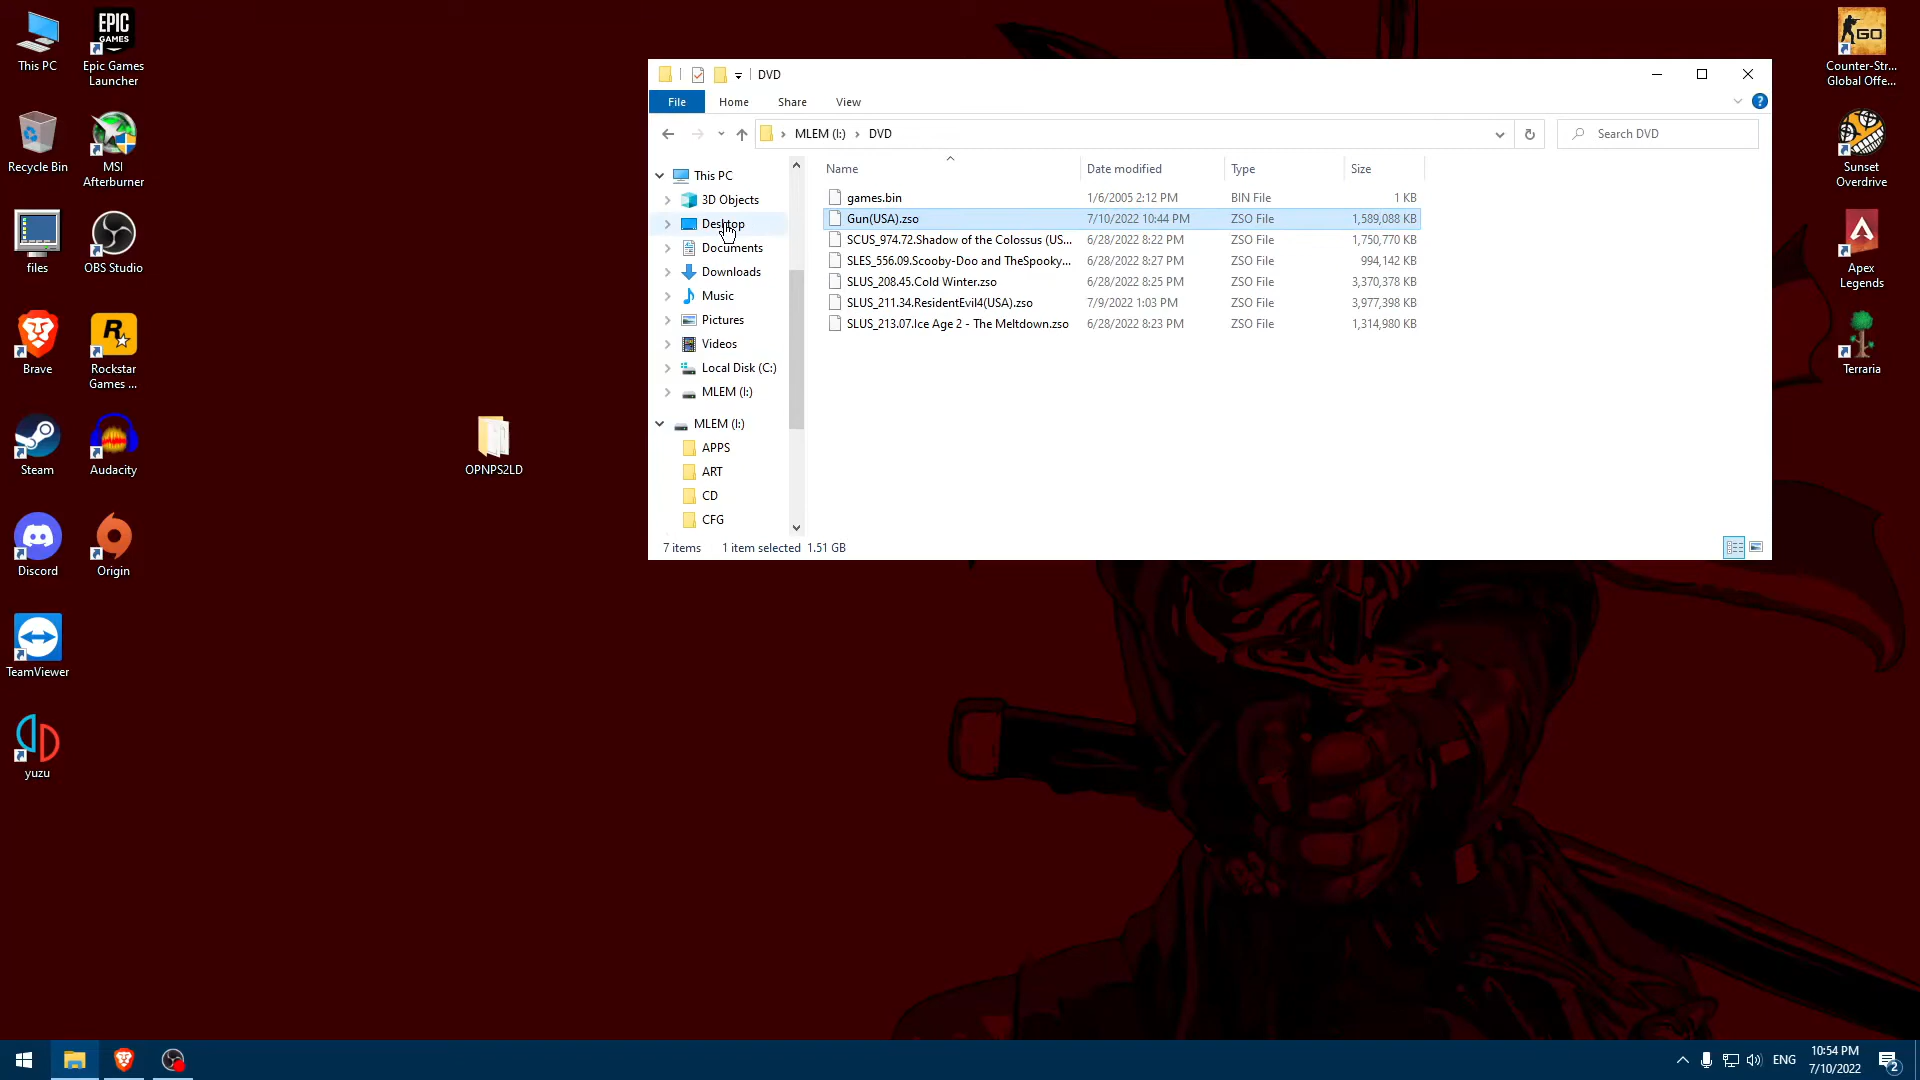 This PC
EPIC
GAMES
Epic Games
Launcher
Recycle Bin
MSI
Afterburner
files
OBS Studio
Brave
Rockstar
Games ...
Steam
Audacity
Discord
Origin
TeamViewer
yuzu
OPNPS2LD
DVD
File
Home
Share
View
MLEM (I:)
DVD
Search DVD
This PC
3D Objects
Desktop
Documents
Downloads
Music
Pictures
Videos
Local Disk (C:)
MLEM (I:)
MLEM (I:)
APPS
ART
CD
CFG
Name Date modified Type Size
games.bin 1/6/2005 2:12 PM BIN File 1 KB
Gun(USA).zso 7/10/2022 10:44 PM ZSO File 1,589,088 KB
SCUS_974.72.Shadow of the Colossus (US... 6/28/2022 8:22 PM ZSO File 1,750,770 KB
SLES_556.09.Scooby-Doo and TheSpooky... 6/28/2022 8:27 PM ZSO File 994,142 KB
SLUS_208.45.Cold Winter.zso 6/28/2022 8:25 PM ZSO File 3,370,378 KB
SLUS_211.34.ResidentEvil4(USA).zso 7/9/2022 1:03 PM ZSO File 3,977,398 KB
SLUS_213.07.Ice Age 2 - The Meltdown.zso 6/28/2022 8:23 PM ZSO File 1,314,980 KB
7 items 1 item selected 1.51 GB
GO
Counter-Str...
Global Offe...
Sunset
Overdrive
Apex
Legends
Terraria
ENG
10:54 PM
7/10/2022
2